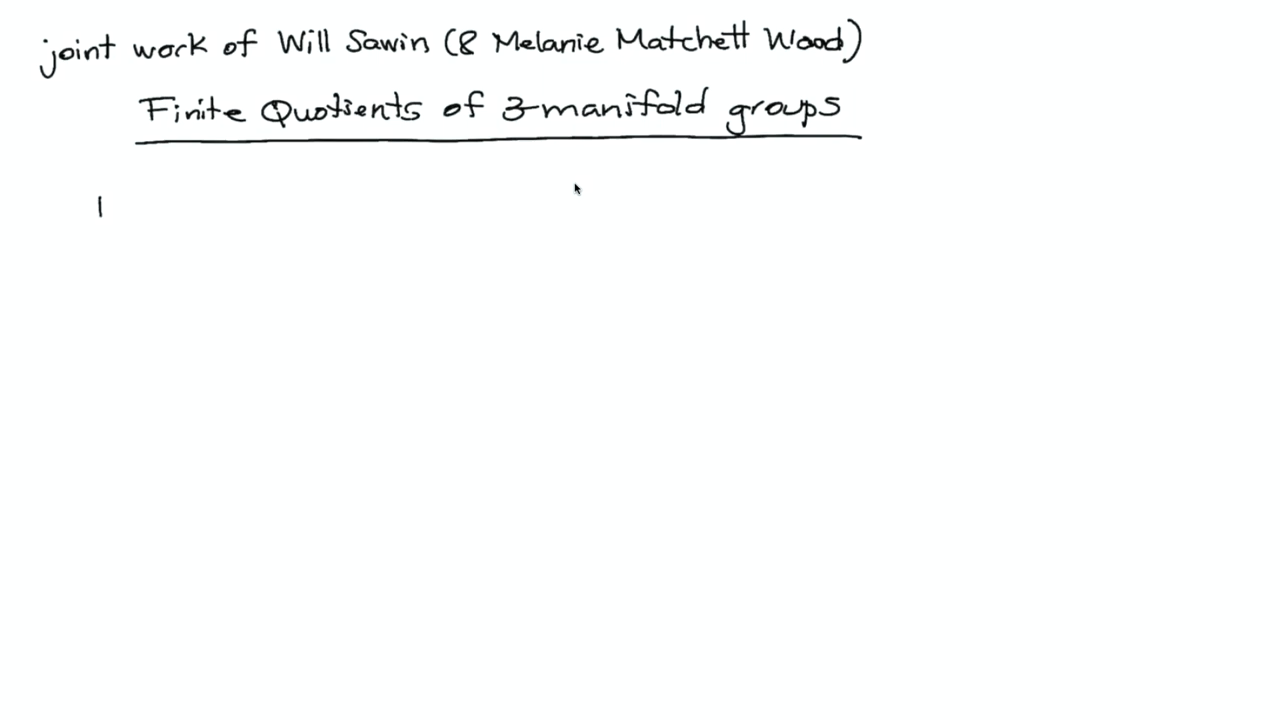 joint work of Will Sawin (& Melanie Matchett Wood)
Finite Quotients of 3-manifold groups